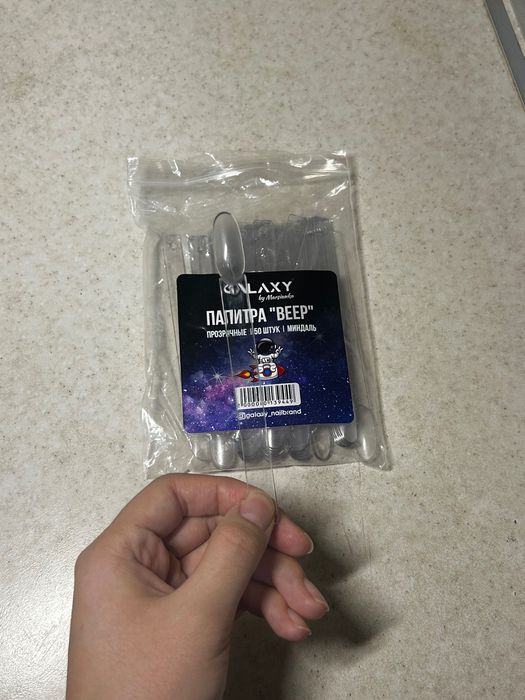 GALAXY
by Marsianka
ПАЛИТРА "ВЕЕР"
ПРОЗРАЧНЫЕ | 50 ШТУК | МИНДАЛЬ
galaxy_nailbrand